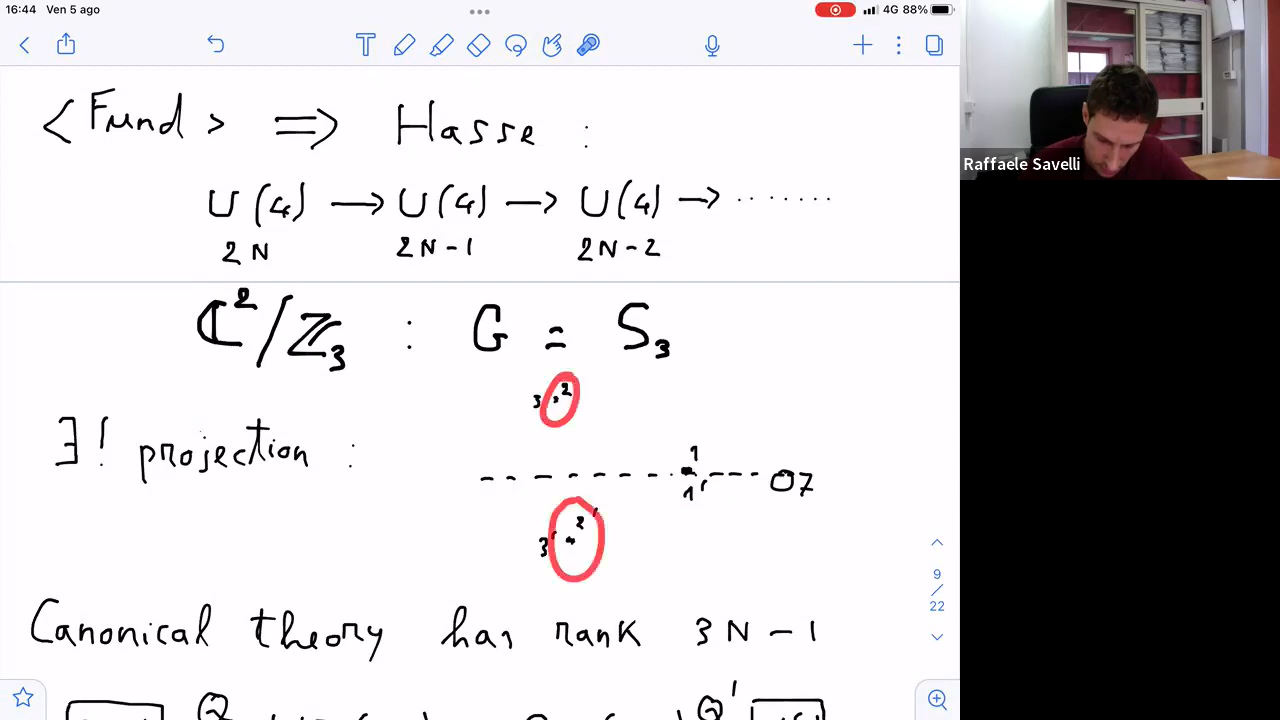 16:44 Ven 5 ago
4G 88%
T
<Fund> ⇒ Hasse :
U(4) → U(4) → U(4) → ........
2N 2N-1 2N-2
ℂ²/ℤ₃ : G = S₃
3 . 2
∃! projection :
1
1' O7
3' . 2'
Canonical theory has rank 3N-1
Q Q'
9
/
22
Raffaele Savelli